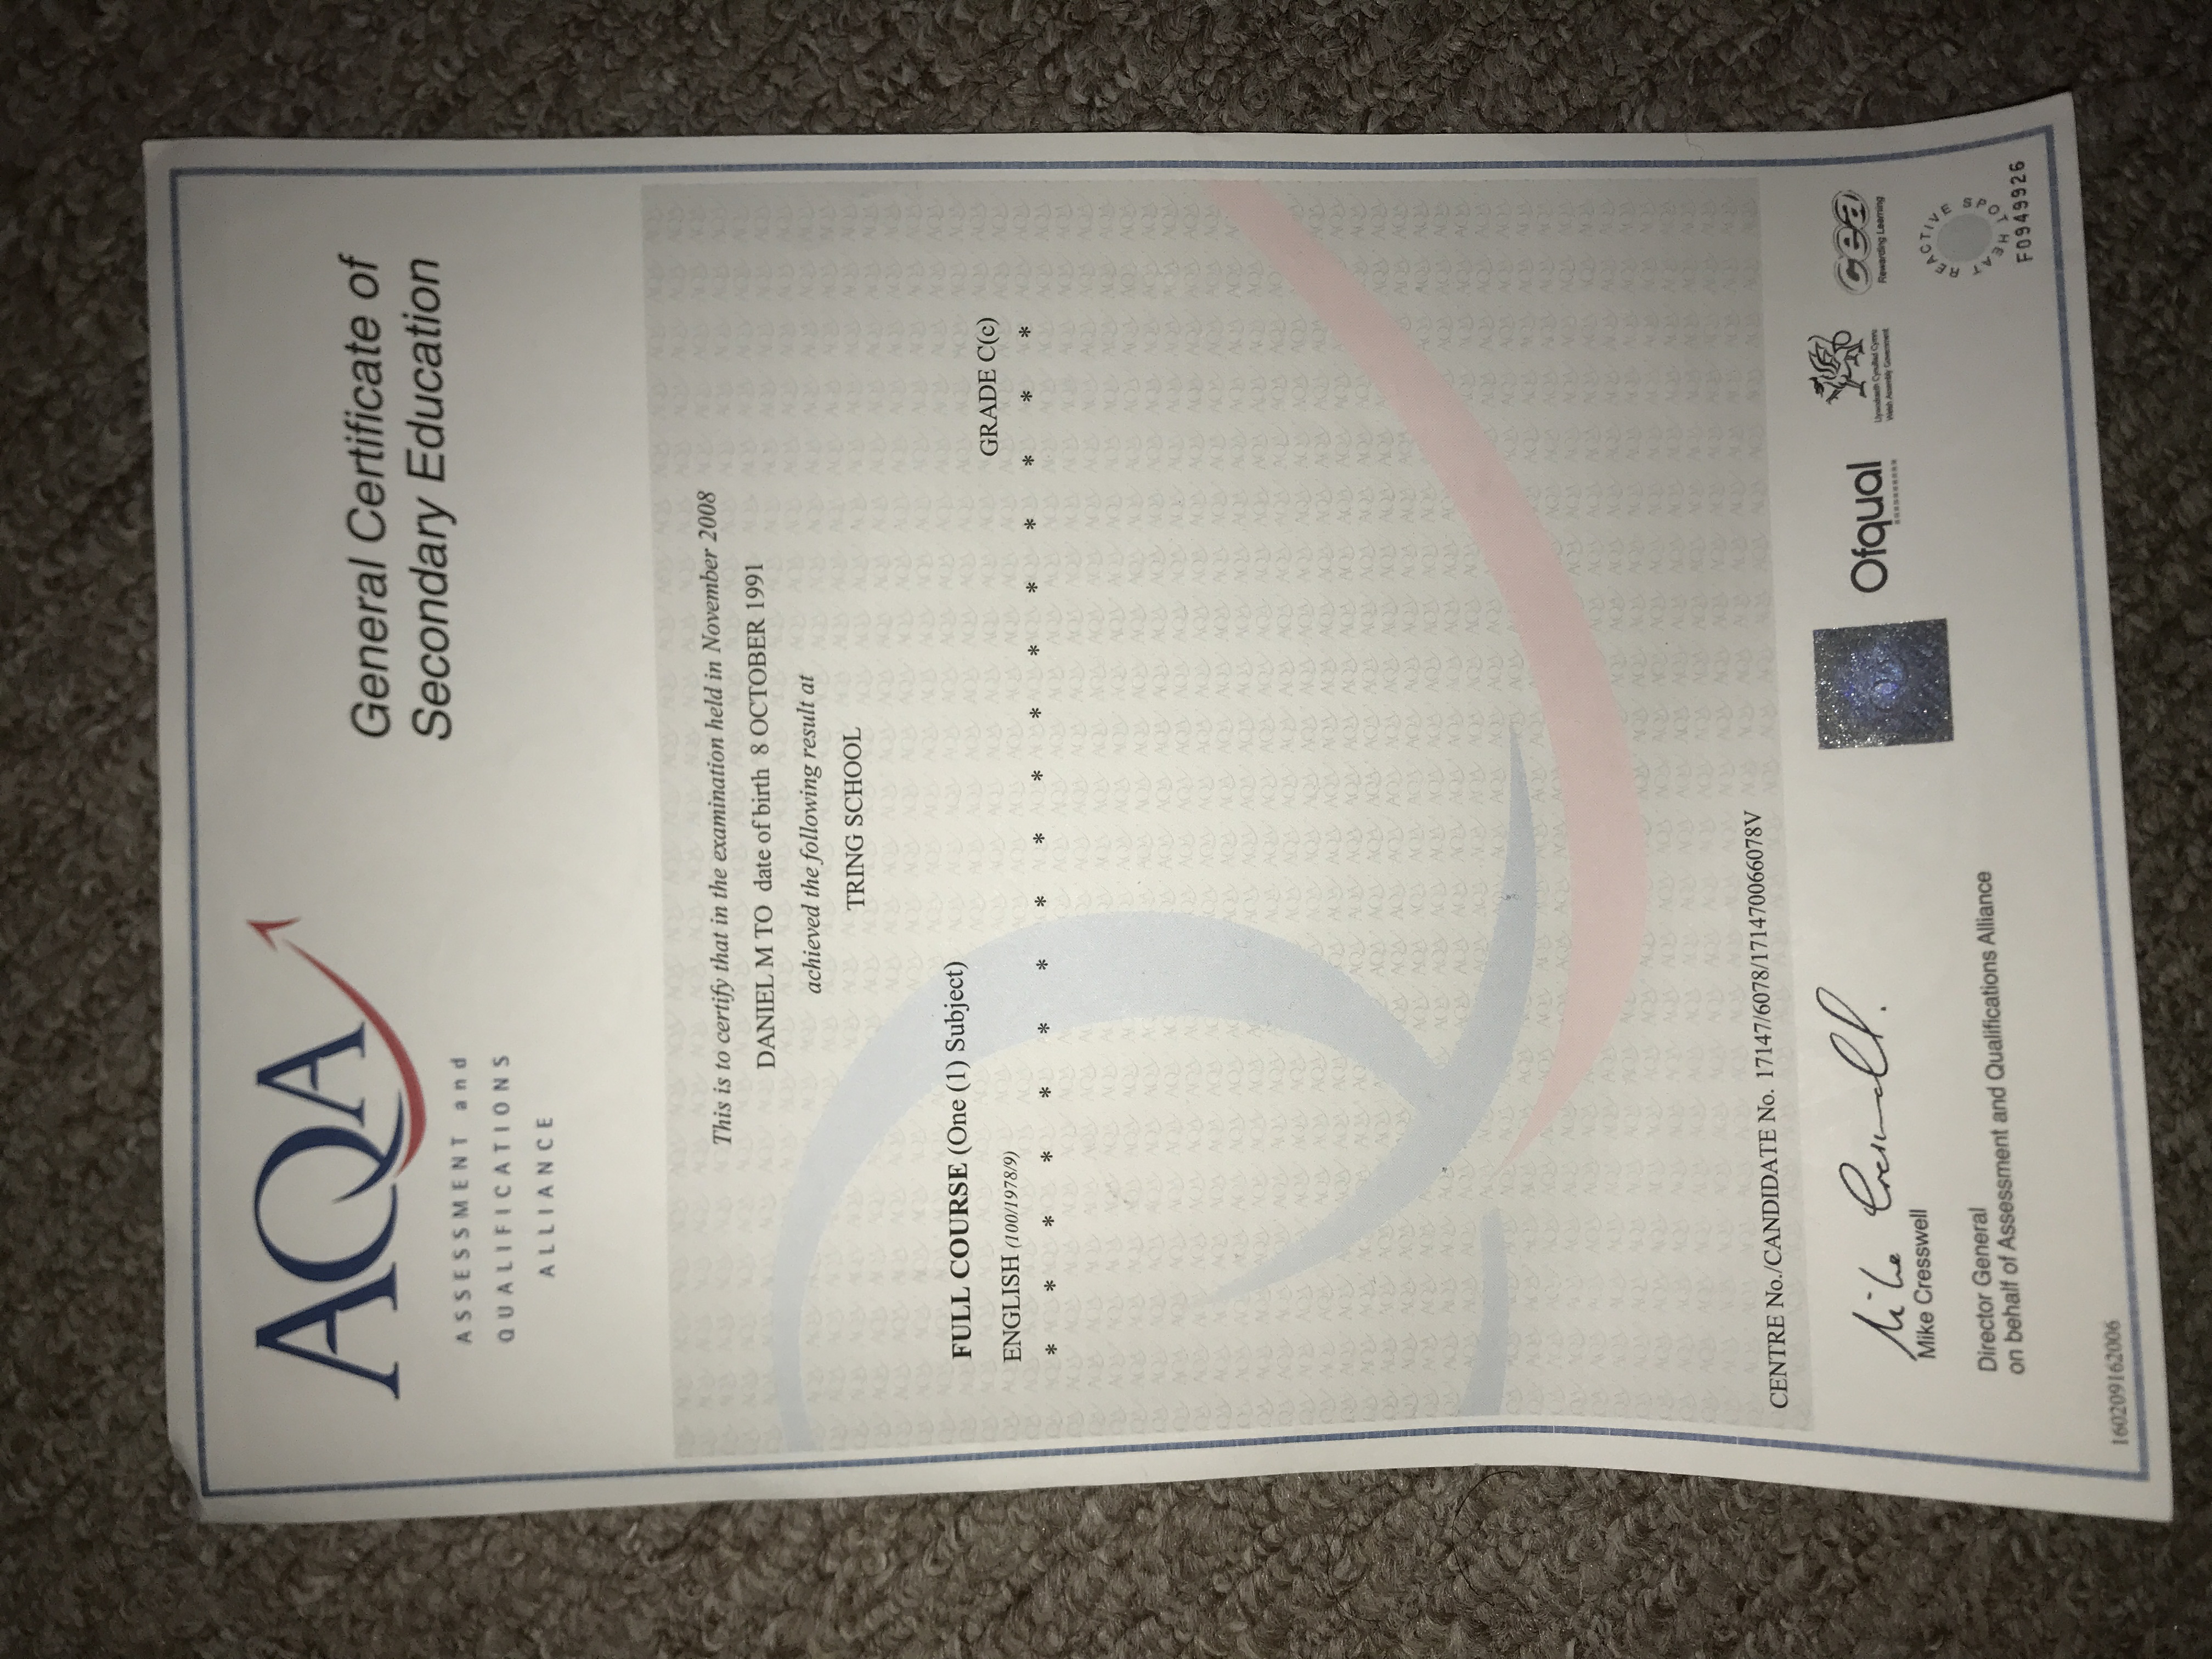 AQA
ASSESSMENT and
QUALIFICATIONS
ALLIANCE
General Certificate of
Secondary Education
This is to certify that in the examination held in November 2008
DANIEL M TO date of birth 8 OCTOBER 1991
achieved the following result at
TRING SCHOOL
FULL COURSE (One (1) Subject)
ENGLISH (100/1978/9) GRADE C(c)
* * * * * * * * * * * * * * * * *
CENTRE No./CANDIDATE No. 17147/6078/171470066078V
Mike Cresswell.
Mike Cresswell
Director General
on behalf of Assessment and Qualifications Alliance
Ofqual
Llywodraeth Cynulliad Cymru
Welsh Assembly Government
cea
Rewarding Learning
HEAT REACTIVE SPOT
F0949926
160209162006